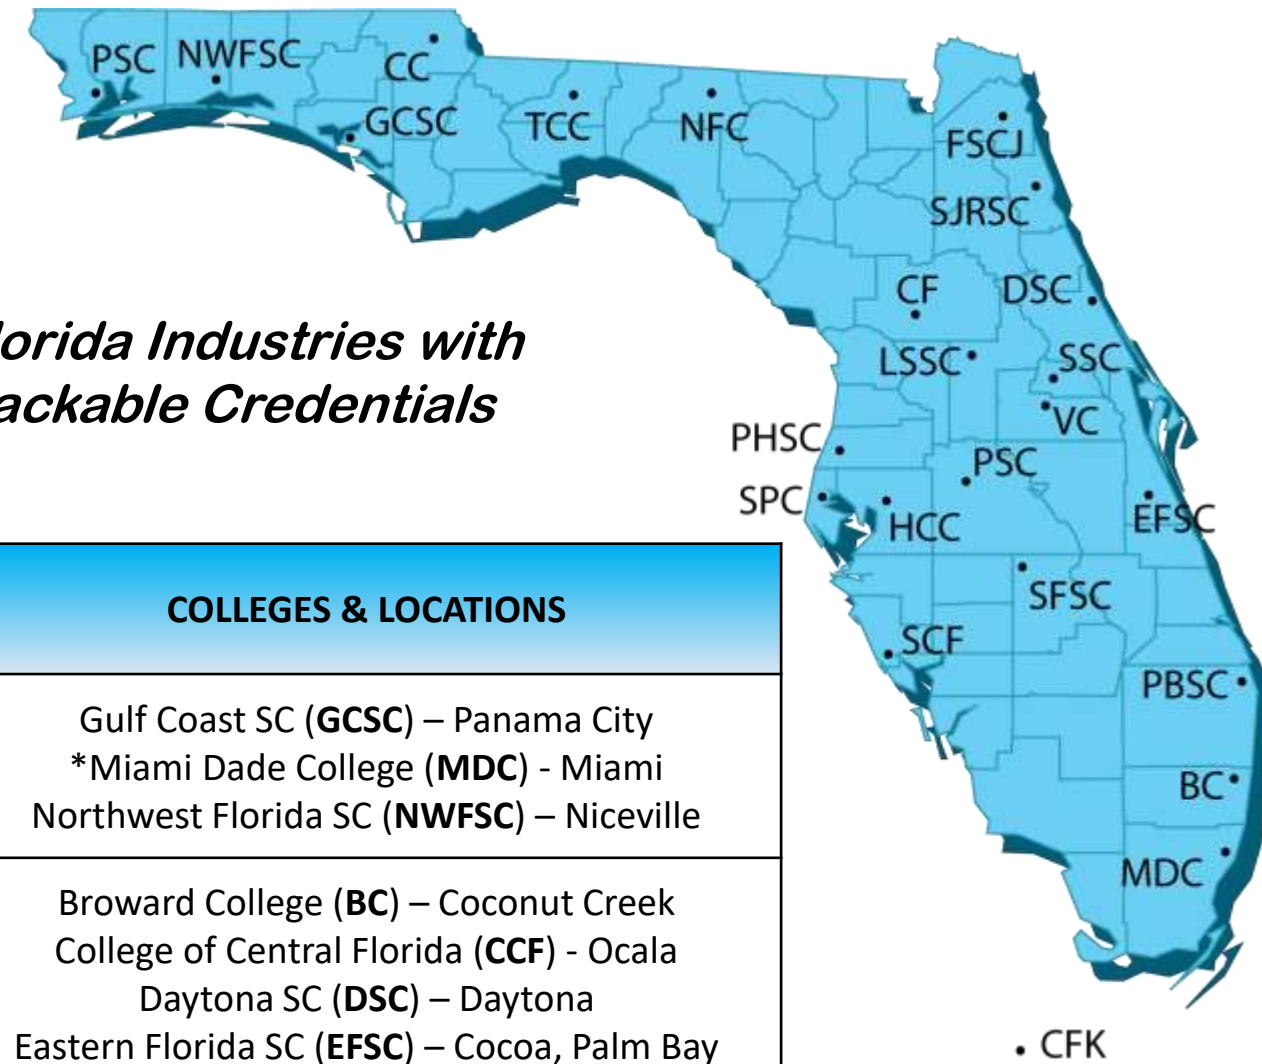 PSC NWFSC CC
GCSC TCC NFC
FSCJ
SJRSC
CF DSC
LSSC SSC
VC
PHSC
PSC
SPC
HCC EFSC
SFSC
SCF
PBSC
BC
MDC
CFK
lorida Industries with
ackable Credentials
COLLEGES & LOCATIONS
Gulf Coast SC (GCSC) – Panama City
*Miami Dade College (MDC) - Miami
Northwest Florida SC (NWFSC) – Niceville
Broward College (BC) – Coconut Creek
College of Central Florida (CCF) - Ocala
Daytona SC (DSC) – Daytona
Eastern Florida SC (EFSC) – Cocoa, Palm Bay